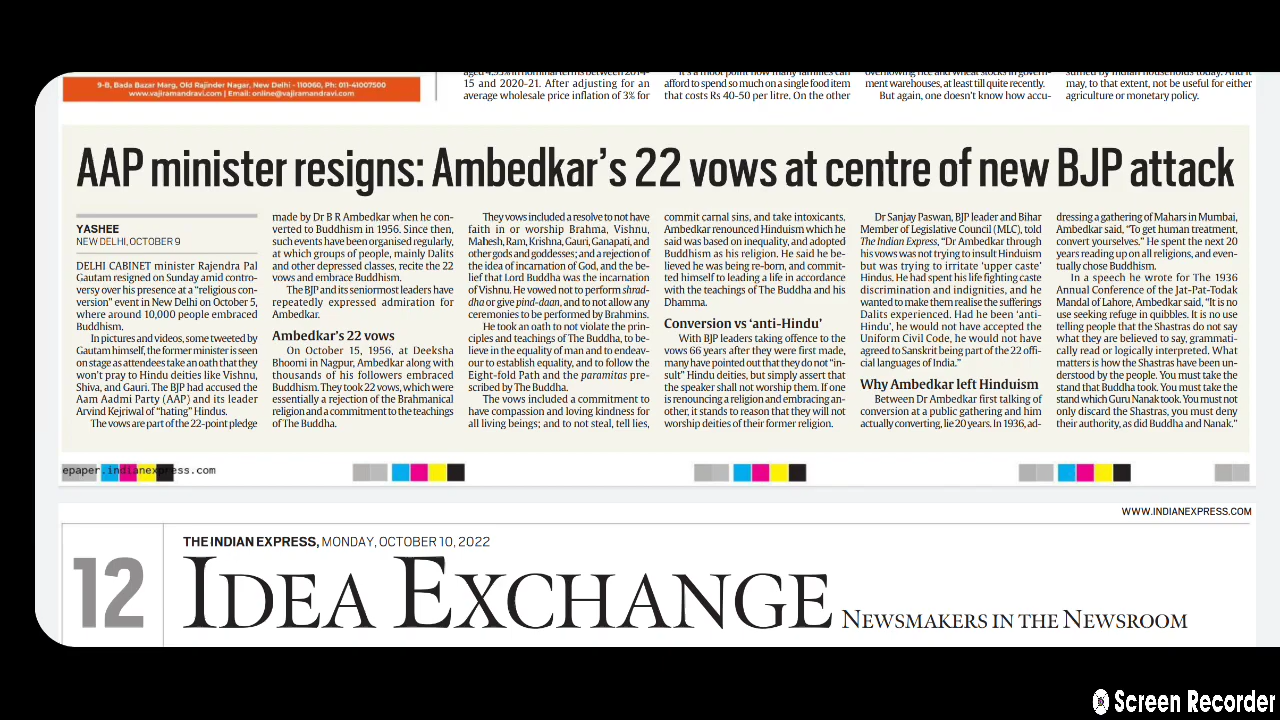 9-B, Bada Bazar Marg, Old Rajinder Nagar, New Delhi - 110060, Ph: 011-41007500
www.vajiramandravi.com | Email: online@vajiramandravi.com
15 and 2020-21. After adjusting for
average wholesale price inflation of 3% for
afford to spend so much on a single food item
that costs Rs 40-50 per litre. On the other
ment warehouses, at least till quite recently.
But again, one doesn't know how accu-
may, to that extent, not be useful for either
agriculture or monetary policy.
AAP minister resigns: Ambedkar's 22 vows at centre of new BJP attack
YASHEE
NEW DELHI, OCTOBER 9
DELHI CABINET minister Rajendra Pal
Gautam resigned on Sunday amid contro-
versy over his presence at a "religious con-
version" event in New Delhi on October 5,
where around 10,000 people embraced
Buddhism.
In pictures and videos, some tweeted by
Gautam himself, the former minister is seen
on stage as attendees take an oath that they
won't pray to Hindu deities like Vishnu,
Shiva, and Gauri. The BJP had accused the
Aam Aadmi Party (AAP) and its leader
Arvind Kejriwal of "hating" Hindus.
The vows are part of the 22-point pledge
made by Dr B R Ambedkar when he con-
verted to Buddhism in 1956. Since then,
such events have been organised regularly,
at which groups of people, mainly Dalits
and other depressed classes, recite the 22
vows and embrace Buddhism.
The BJP and its seniormost leaders have
repeatedly expressed admiration for
Ambedkar.
Ambedkar's 22 vows
On October 15, 1956, at Deeksha
Bhoomi in Nagpur, Ambedkar along with
thousands of his followers embraced
Buddhism. They took 22 vows, which were
essentially a rejection of the Brahmanical
religion and a commitment to the teachings
of The Buddha.
They vows included a resolve to not have
faith in or worship Brahma, Vishnu,
Mahesh, Ram, Krishna, Gauri, Ganapati, and
other gods and goddesses; and a rejection of
the idea of incarnation of God, and the be-
lief that Lord Buddha was the incarnation
of Vishnu. He vowed not to perform shrad-
dha or give pind-daan, and to not allow any
ceremonies to be performed by Brahmins.
He took an oath to not violate the prin-
ciples and teachings of The Buddha, to be-
lieve in the equality of man and to endeav-
our to establish equality, and to follow the
Eight-fold Path and the paramitas pre-
scribed by The Buddha.
The vows included a commitment to
have compassion and loving kindness for
all living beings; and to not steal, tell lies,
commit carnal sins, and take intoxicants.
Ambedkar renounced Hinduism which he
said was based on inequality, and adopted
Buddhism as his religion. He said he be-
lieved he was being re-born, and commit-
ted himself to leading a life in accordance
with the teachings of The Buddha and his
Dhamma.
Conversion vs 'anti-Hindu'
With BJP leaders taking offence to the
vows 66 years after they were first made,
many have pointed out that they do not "in-
sult" Hindu deities, but simply assert that
the speaker shall not worship them. If one
is renouncing a religion and embracing an-
other, it stands to reason that they will not
worship deities of their former religion.
Dr Sanjay Paswan, BJP leader and Bihar
Member of Legislative Council (MLC), told
The Indian Express, "Dr Ambedkar through
his vows was not trying to insult Hinduism
but was trying to irritate 'upper caste'
Hindus. He had spent his life fighting caste
discrimination and indignities, and he
wanted to make them realise the sufferings
Dalits experienced. Had he been 'anti-
Hindu', he would not have accepted the
Uniform Civil Code, he would not have
agreed to Sanskrit being part of the 22 offi-
cial languages of India."
Why Ambedkar left Hinduism
Between Dr Ambedkar first talking of
conversion at a public gathering and him
actually converting, lie 20 years. In 1936, ad-
dressing a gathering of Mahars in Mumbai,
Ambedkar said, "To get human treatment,
convert yourselves." He spent the next 20
years reading up on all religions, and even-
tually chose Buddhism.
In a speech he wrote for The 1936
Annual Conference of the Jat-Pat-Todak
Mandal of Lahore, Ambedkar said, "It is no
use seeking refuge in quibbles. It is no use
telling people that the Shastras do not say
what they are believed to say, grammati-
cally read or logically interpreted. What
matters is how the Shastras have been un-
derstood by the people. You must take the
stand that Buddha took. You must take the
stand which Guru Nanak took. You must not
only discard the Shastras, you must deny
their authority, as did Buddha and Nanak."
epaper.indianexpress.com
WWW.INDIANEXPRESS.COM
12
THE INDIAN EXPRESS, MONDAY, OCTOBER 10, 2022
IDEA EXCHANGE
NEWSMAKERS IN THE NEWSROOM
Screen Recorder